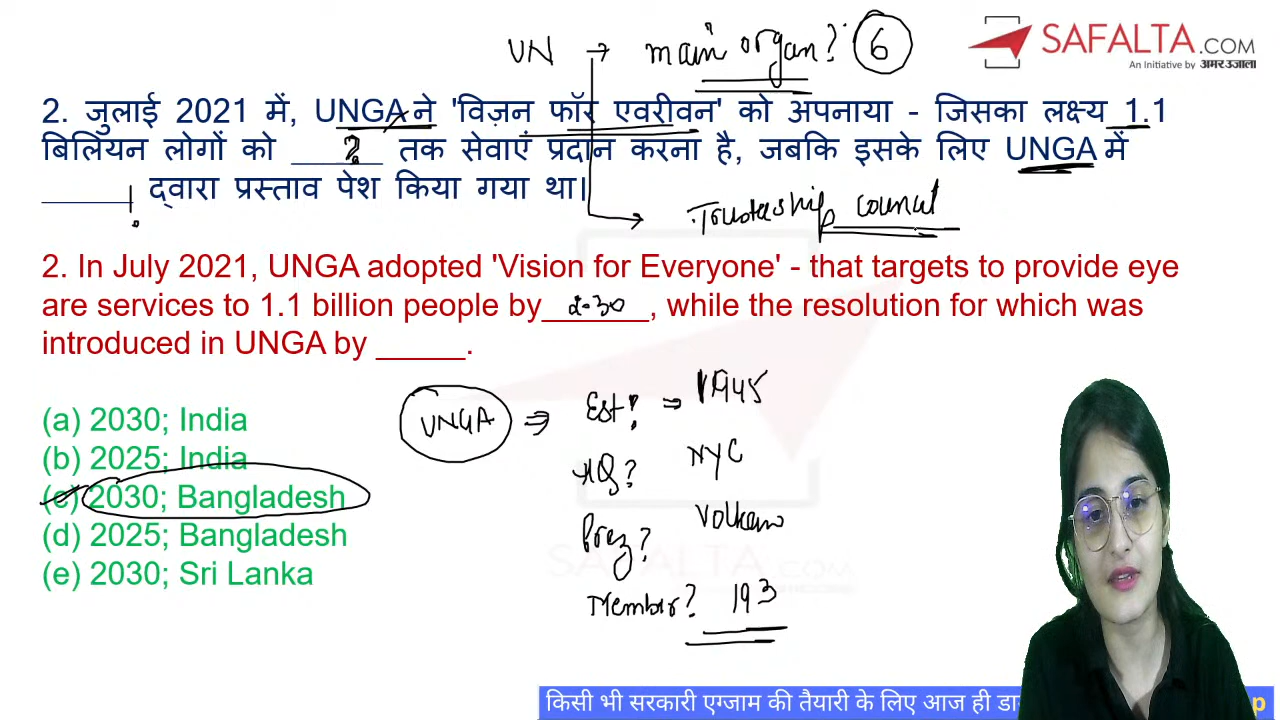 UN → main organ? 6
SAFALTA.COM
An Initiative by अमर उजाला
2. जुलाई 2021 में, UNGA ने 'विज़न फॉर एवरीवन' को अपनाया - जिसका लक्ष्य 1.1
बिलियन लोगों को ______ तक सेवाएं प्रदान करना है, जबकि इसके लिए UNGA में
______ द्वारा प्रस्ताव पेश किया गया था।
?
Trusteeship council
2. In July 2021, UNGA adopted 'Vision for Everyone' - that targets to provide eye
are services to 1.1 billion people by 2030, while the resolution for which was
introduced in UNGA by _____.
(a) 2030; India
(b) 2025; India
(c) 2030; Bangladesh
(d) 2025; Bangladesh
(e) 2030; Sri Lanka
UNGA ⇒ Est? ⇒ 1945
HQ? NYC
Prez? Volkan
Member? 193
SAFALTA.COM
किसी भी सरकारी एग्जाम की तैयारी के लिए आज ही डा
p